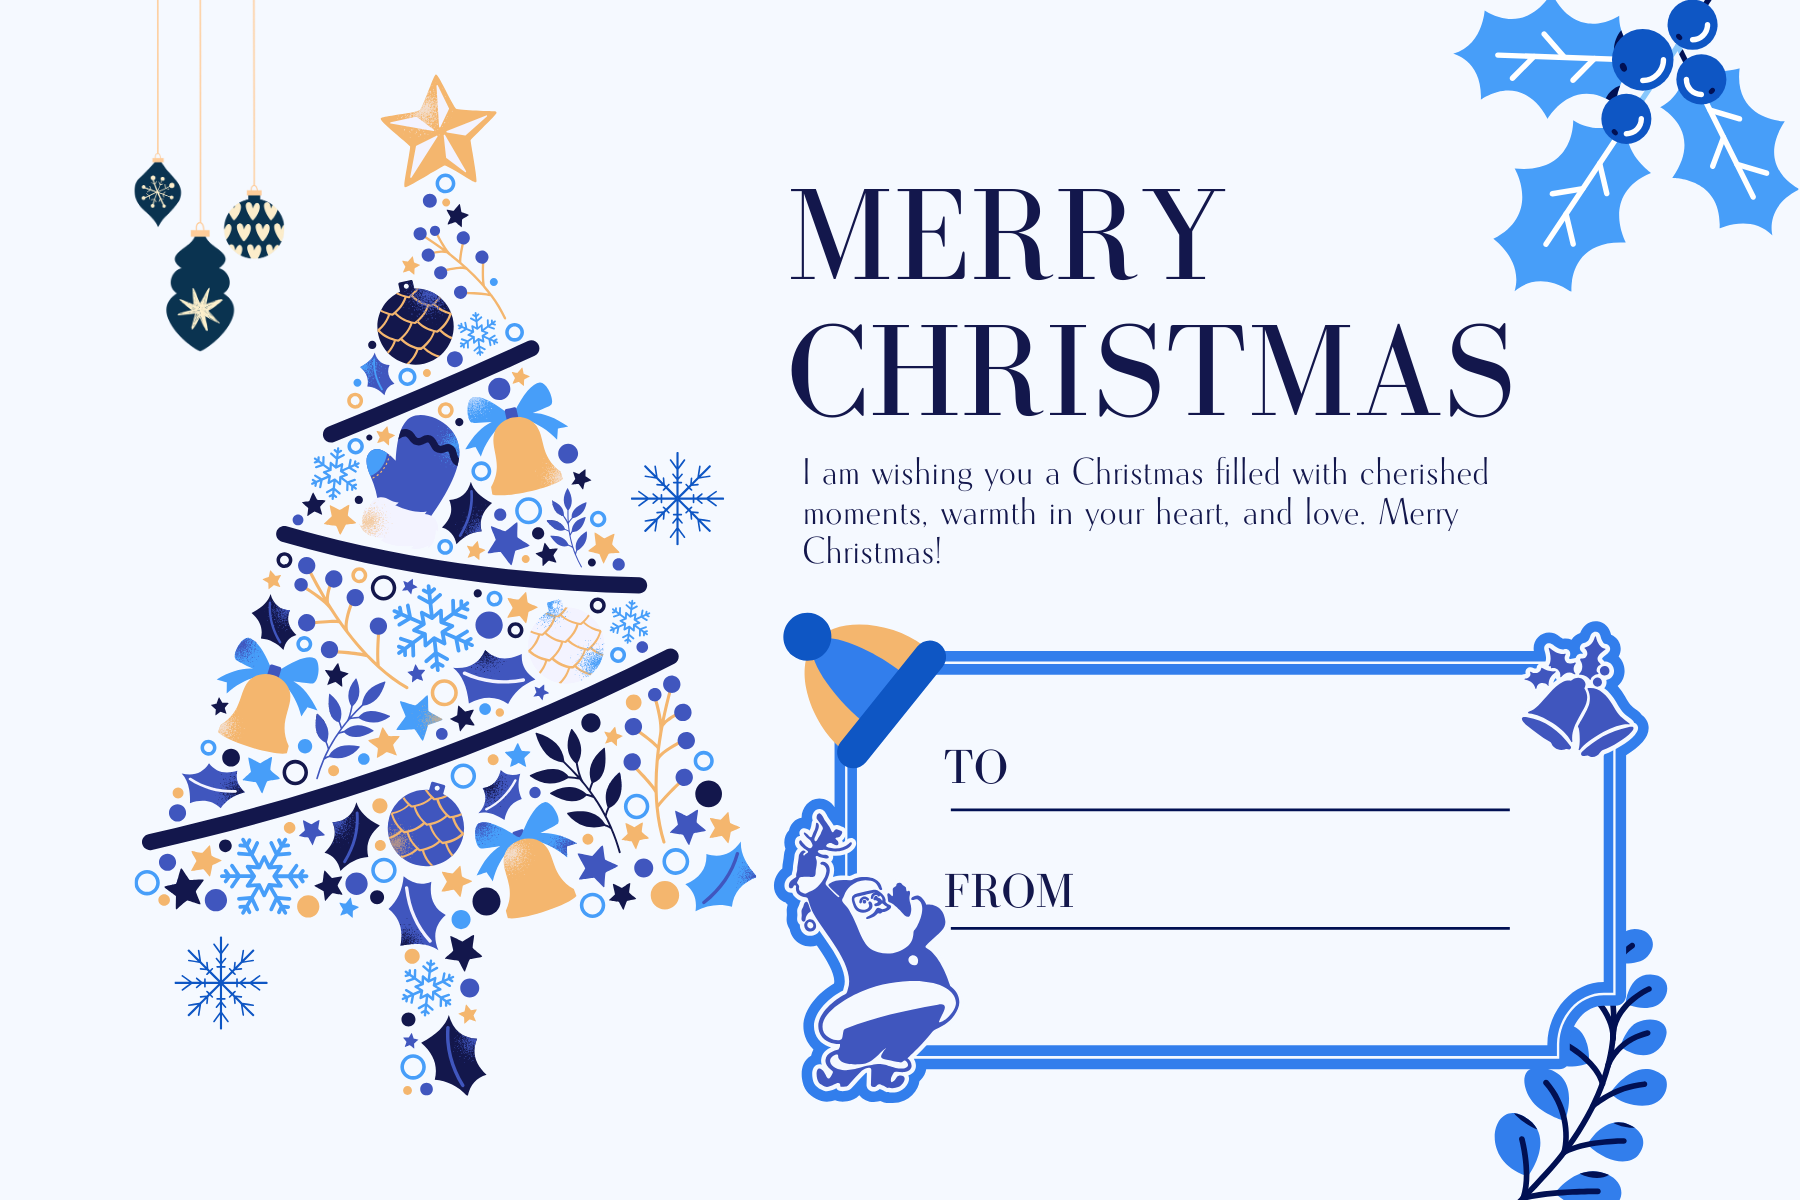 MERRY
CHRISTMAS
I am wishing you a Christmas filled with cherished
moments, warmth in your heart, and love. Merry
Christmas!
TO
FROM